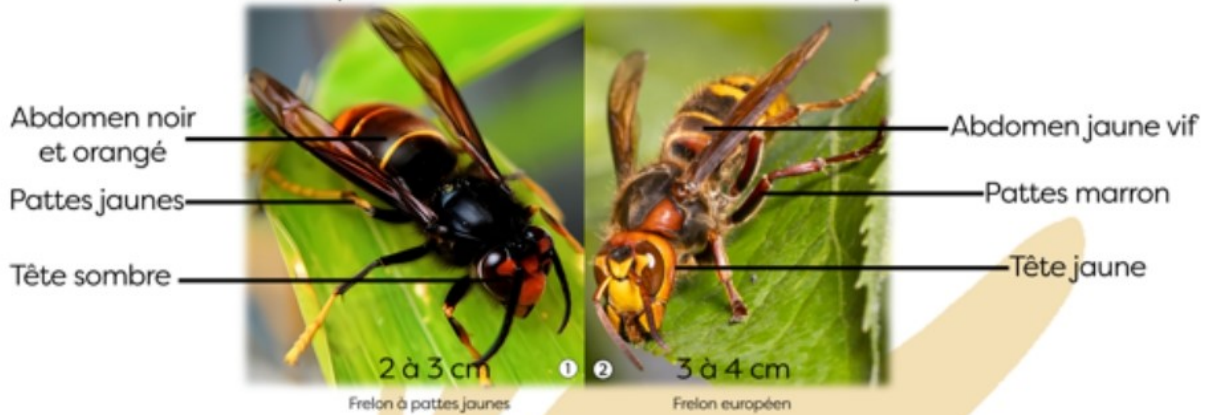 Abdomen noir
et orangé
Pattes jaunes
Tête sombre
Abdomen jaune vif
Pattes marron
Tête jaune
2 à 3 cm
1
2
3 à 4 cm
Frelon à pattes jaunes
Frelon européen